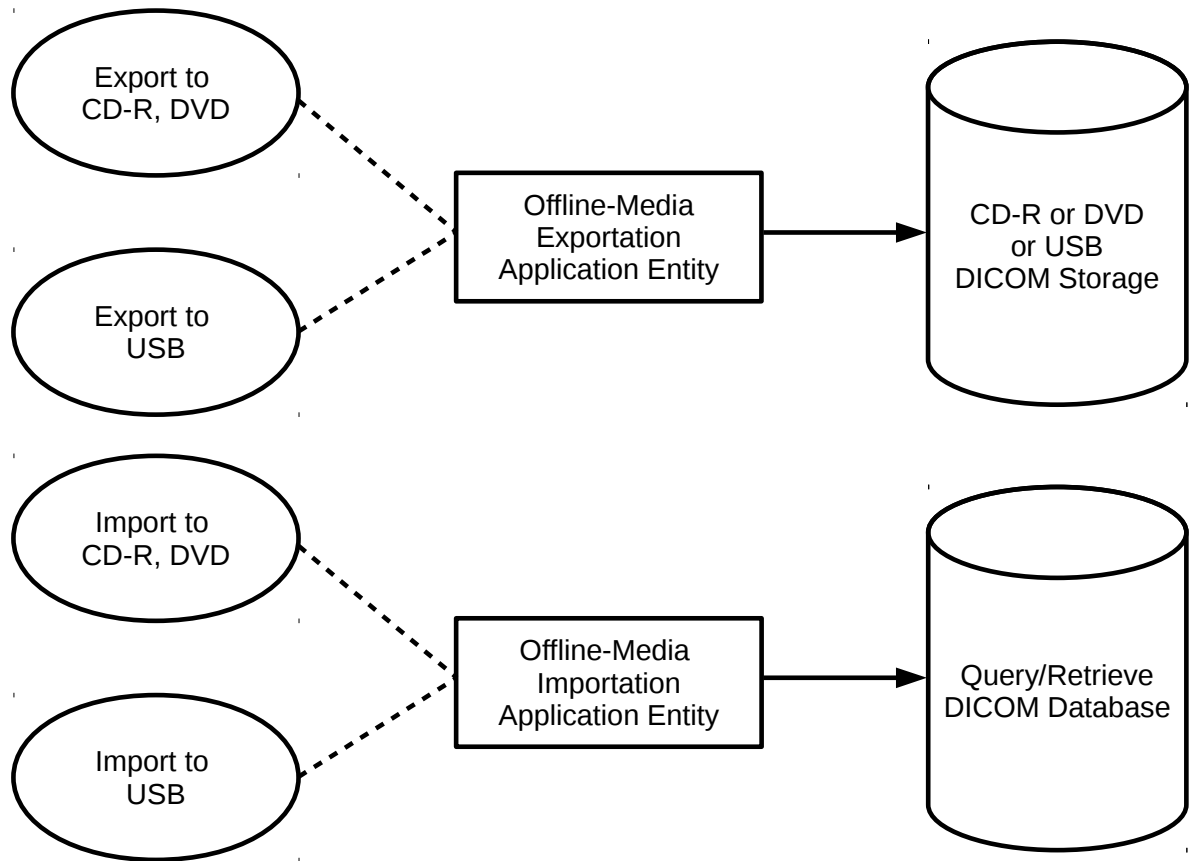 Export to
CD-R, DVD
Offline-Media
Exportation
Application Entity
CD-R or DVD
or USB
DICOM Storage
Export to
USB
Import to
CD-R, DVD
Offline-Media
Importation
Application Entity
Query/Retrieve
DICOM Database
Import to
USB